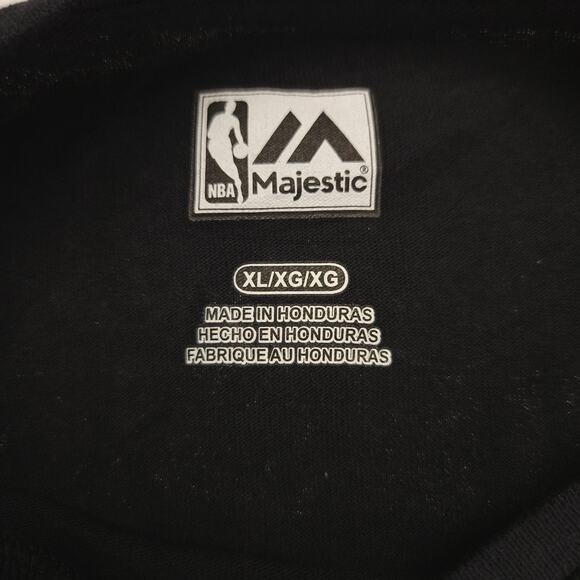 NBA
Majestic®
XL/XG/XG
MADE IN HONDURAS
HECHO EN HONDURAS
FABRIQUE AU HONDURAS